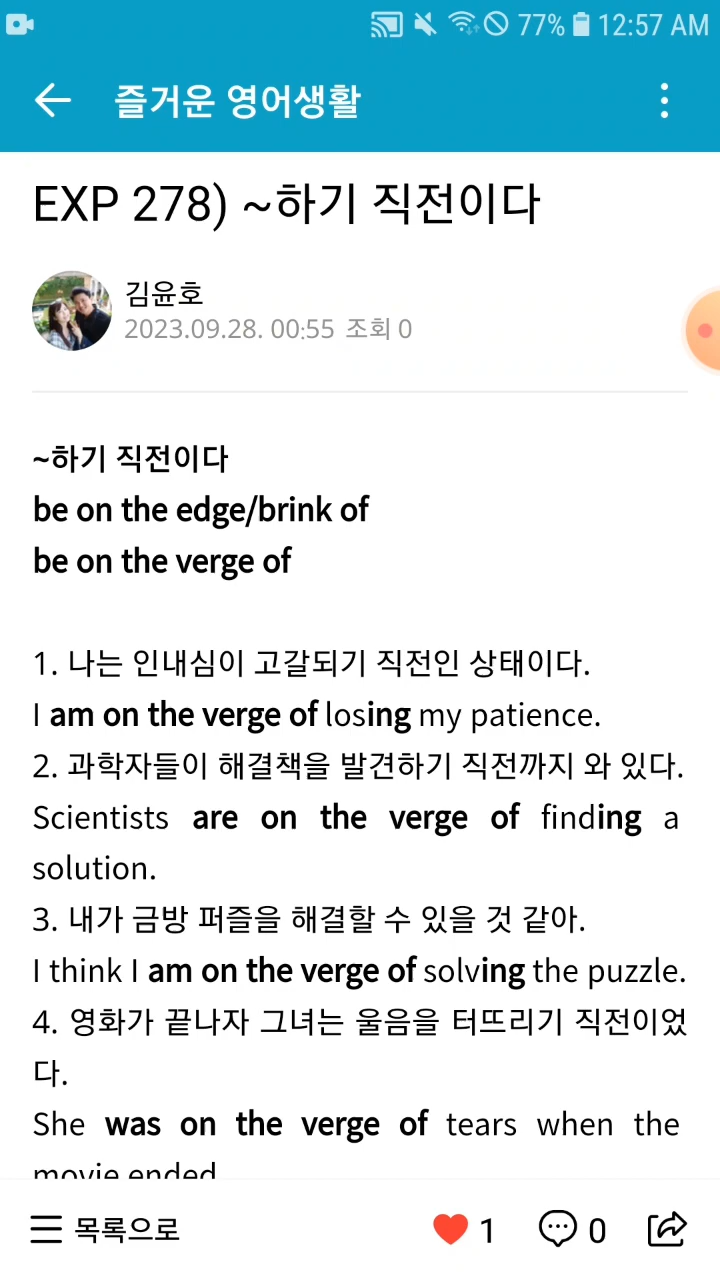 77% 12:57 AM
즐거운 영어생활
EXP 278) ~하기 직전이다
김윤호
2023.09.28. 00:55 조회 0
~하기 직전이다
be on the edge/brink of
be on the verge of
1. 나는 인내심이 고갈되기 직전인 상태이다.
I am on the verge of losing my patience.
2. 과학자들이 해결책을 발견하기 직전까지 와 있다.
Scientists are on the verge of finding a
solution.
3. 내가 금방 퍼즐을 해결할 수 있을 것 같아.
I think I am on the verge of solving the puzzle.
4. 영화가 끝나자 그녀는 울음을 터뜨리기 직전이었
다.
She was on the verge of tears when the
movie ended
목록으로 1 0